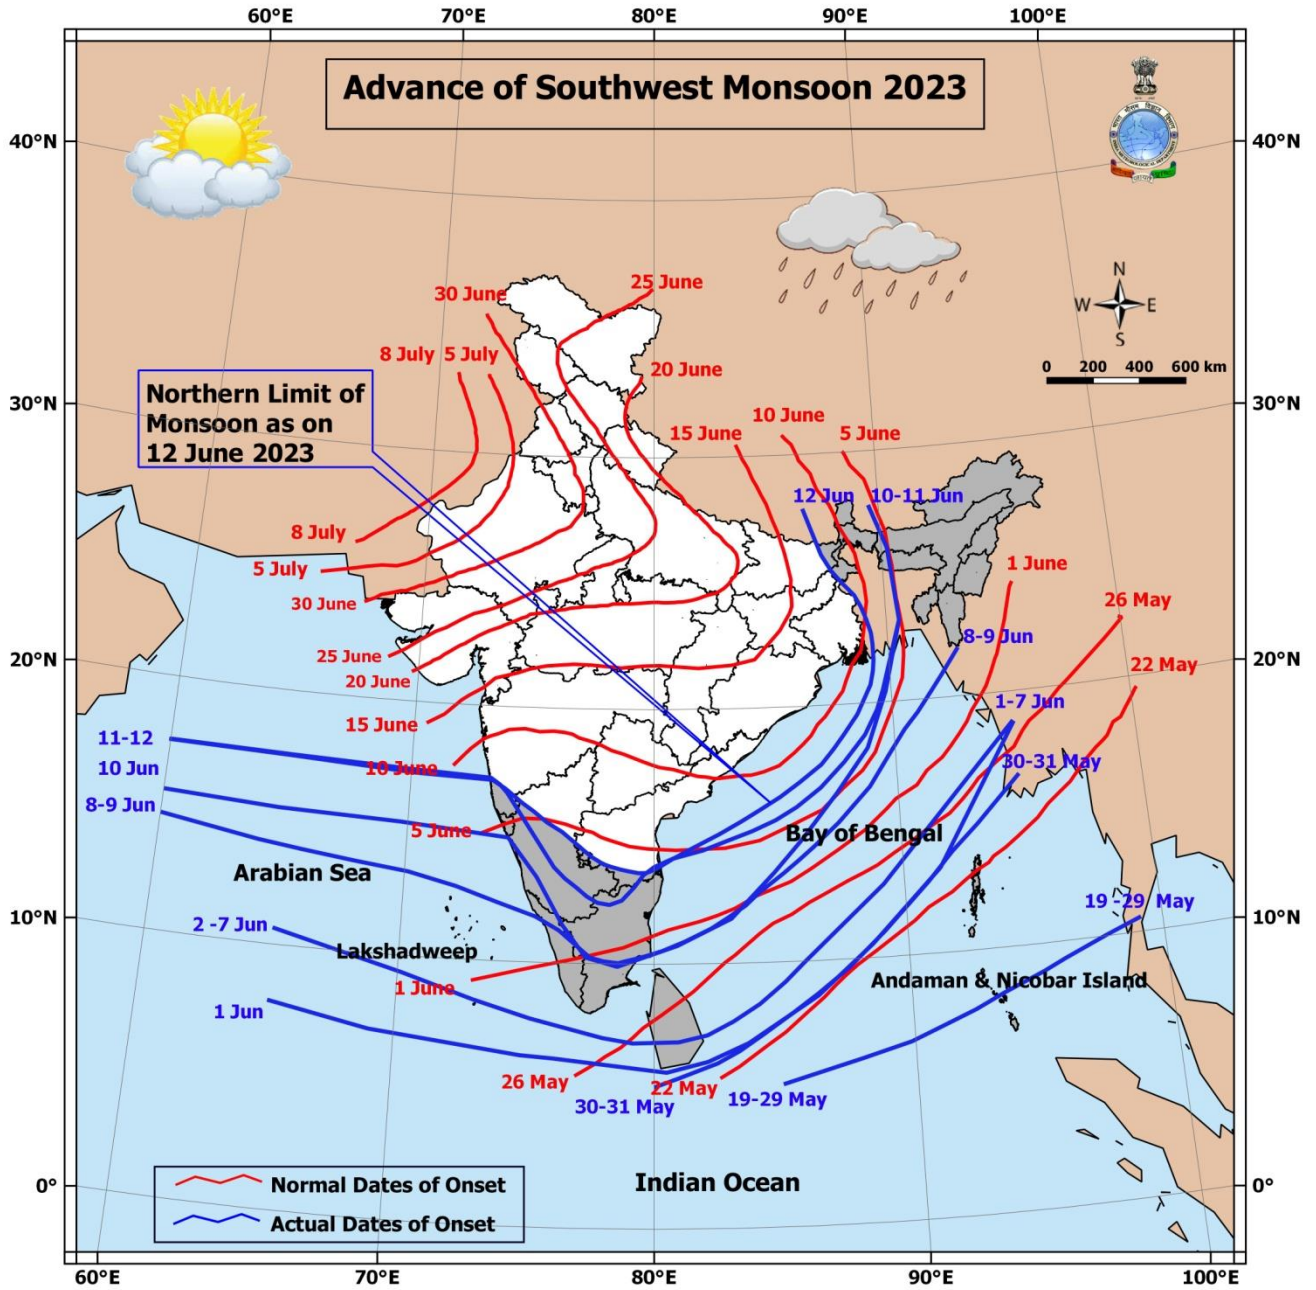 60°E 70°E 80°E 90°E 100°E
Advance of Southwest Monsoon 2023
40°N 40°N
N
W E
S
0 200 400 600 km
30 June 25 June
8 July 5 July 20 June
Northern Limit of
Monsoon as on
12 June 2023
30°N 30°N
10 June
15 June 5 June
12 Jun 10-11 Jun
8 July
5 July 1 June
30 June 26 May
8-9 Jun
25 June
20°N 20°N
22 May
20 June
1-7 Jun
15 June
11-12
10 Jun 10 June 30-31 May
8-9 Jun
5 June Bay of Bengal
Arabian Sea
19 -29 May
10°N 10°N
2 -7 Jun
Lakshadweep
Andaman & Nicobar Island
1 June
1 Jun
26 May 22 May
30-31 May 19-29 May
0° 0°
Indian Ocean
Normal Dates of Onset
Actual Dates of Onset
60°E 70°E 80°E 90°E 100°E